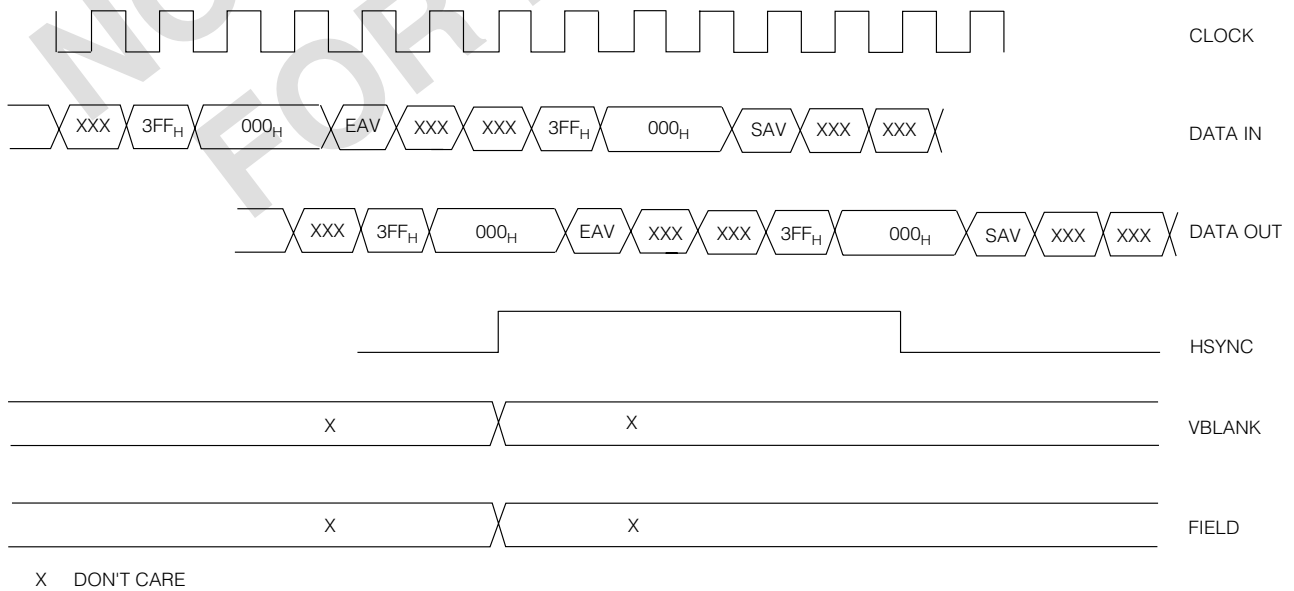 CLOCK
XXX 3FFH 000H EAV XXX XXX 3FFH 000H SAV XXX XXX DATA IN
XXX 3FFH 000H EAV XXX XXX 3FFH 000H SAV XXX XXX DATA OUT
HSYNC
X X VBLANK
X X FIELD
X DON'T CARE
FOR